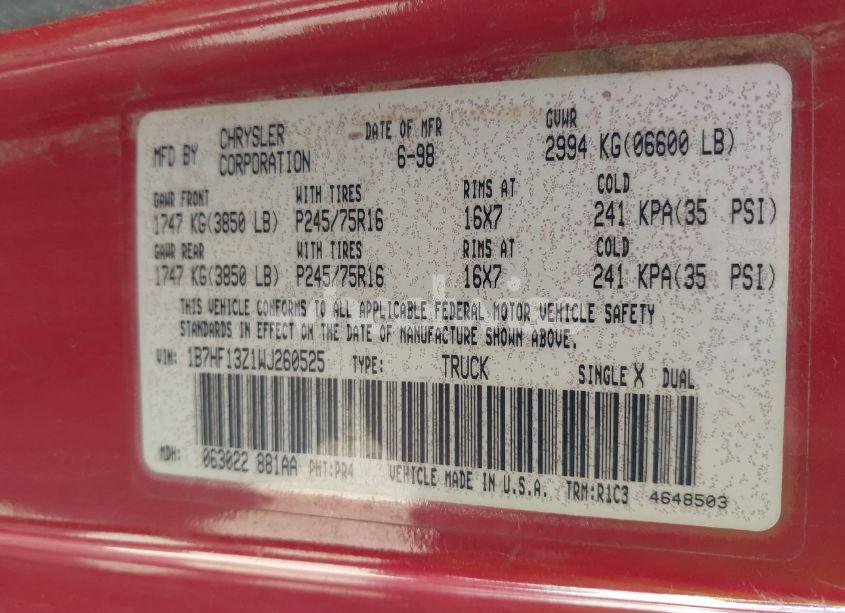 MFD BY CHRYSLER CORPORATION DATE OF MFR 6-98 GVWR 2994 KG(06600 LB)
GAWR FRONT WITH TIRES RIMS AT COLD
1747 KG(3850 LB) P245/75R16 16X7 241 KPA(35 PSI)
GAWR REAR WITH TIRES RIMS AT COLD
1747 KG(3850 LB) P245/75R16 16X7 241 KPA(35 PSI)
THIS VEHICLE CONFORMS TO ALL APPLICABLE FEDERAL MOTOR VEHICLE SAFETY
STANDARDS IN EFFECT ON THE DATE OF MANUFACTURE SHOWN ABOVE.
VIN: 1B7HF13Z1WJ260525 TYPE: TRUCK SINGLE X DUAL
MDH: 063022 881AA PNT:PR4 VEHICLE MADE IN U.S.A. TRM:R1C3 4648503